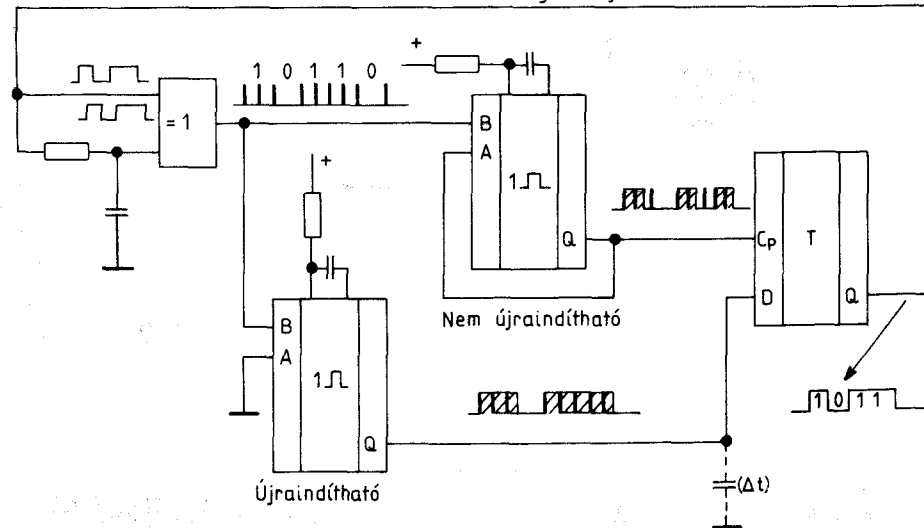 1 0 1 1 0
+
= 1
B
A
1
Q
Nem újraindítható
+
B
A
1
Q
Újraindítható
Cp
T
D
Q
1 0 1 1
(Δt)